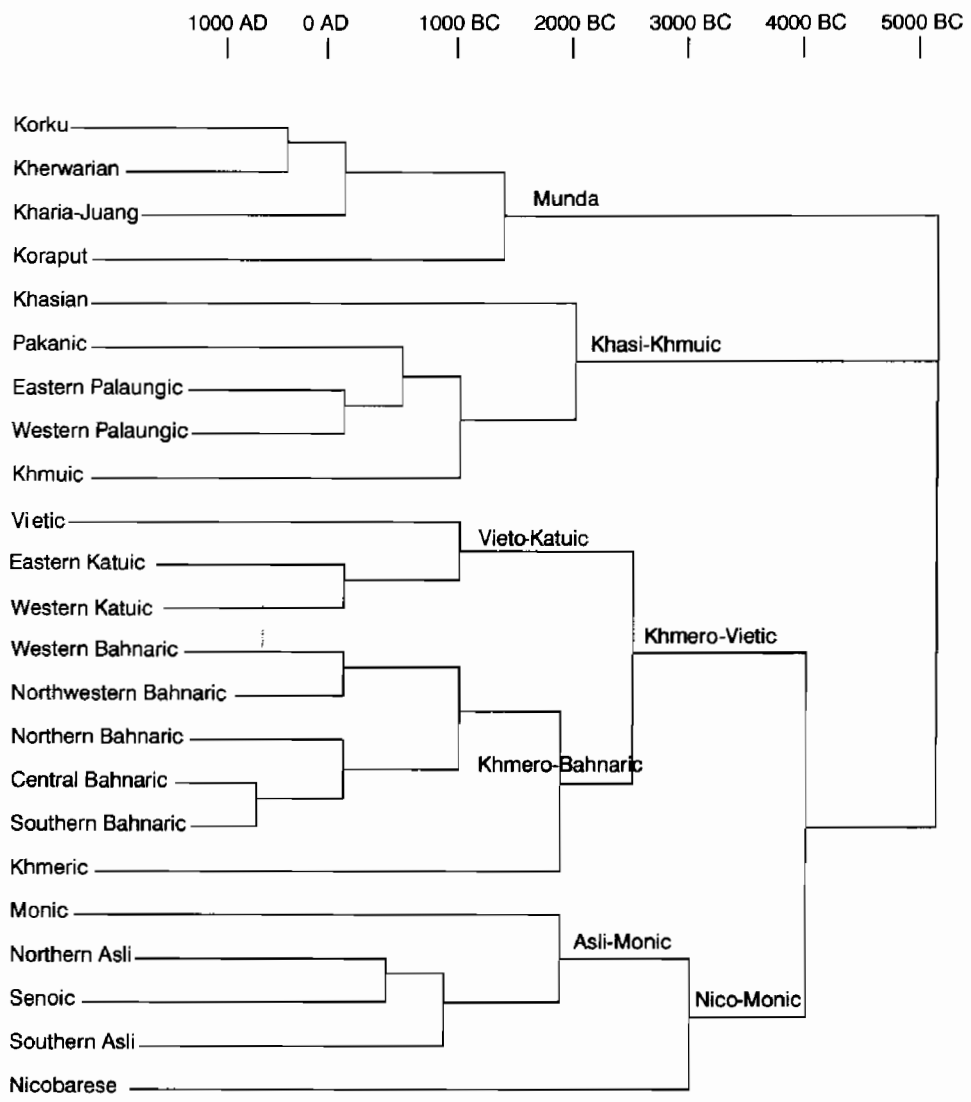 1000 AD 0 AD 1000 BC 2000 BC 3000 BC 4000 BC 5000 BC
Korku
Kherwarian
Munda
Kharia-Juang
Koraput
Khasian
Pakanic
Khasi-Khmuic
Eastern Palaungic
Western Palaungic
Khmuic
Vietic
Vieto-Katuic
Eastern Katuic
Western Katuic
Khmero-Vietic
Western Bahnaric
Northwestern Bahnaric
Northern Bahnaric
Khmero-Bahnaric
Central Bahnaric
Southern Bahnaric
Khmeric
Monic
Asli-Monic
Northern Asli
Senoic
Nico-Monic
Southern Asli
Nicobarese